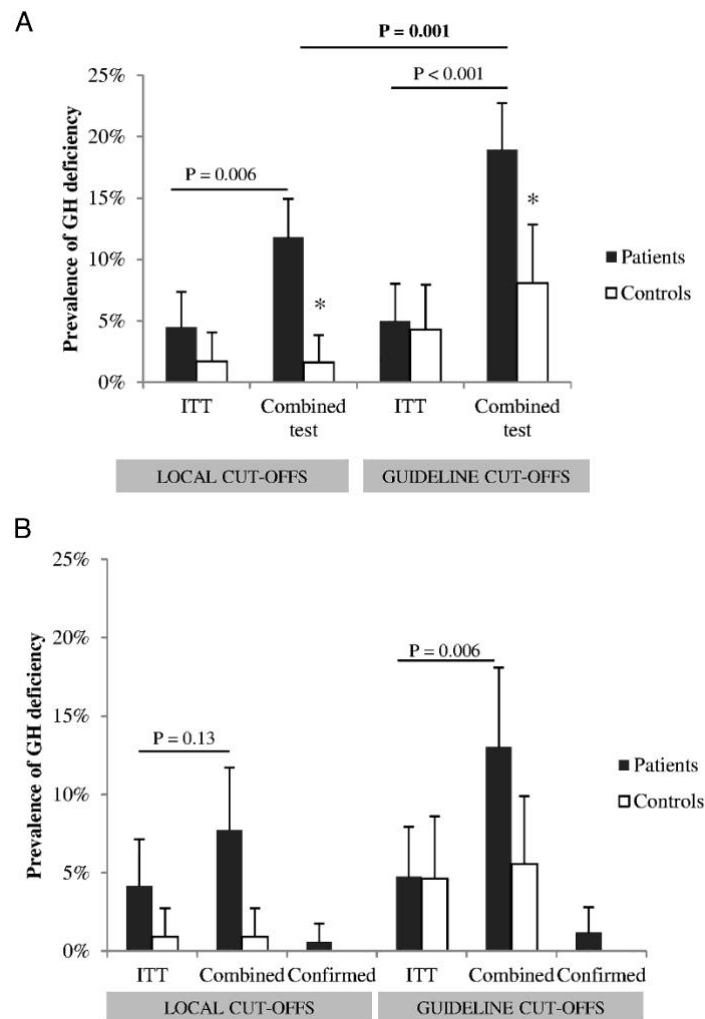 A
P = 0.001
P < 0.001
P = 0.006
25%
20%
15%
10%
5%
0%
Prevalence of GH deficiency
*
*
Patients
Controls
ITT
Combined
test
ITT
Combined
test
LOCAL CUT-OFFS
GUIDELINE CUT-OFFS
B
25%
20%
15%
10%
5%
0%
Prevalence of GH deficiency
P = 0.13
P = 0.006
Patients
Controls
ITT Combined Confirmed ITT Combined Confirmed
LOCAL CUT-OFFS
GUIDELINE CUT-OFFS